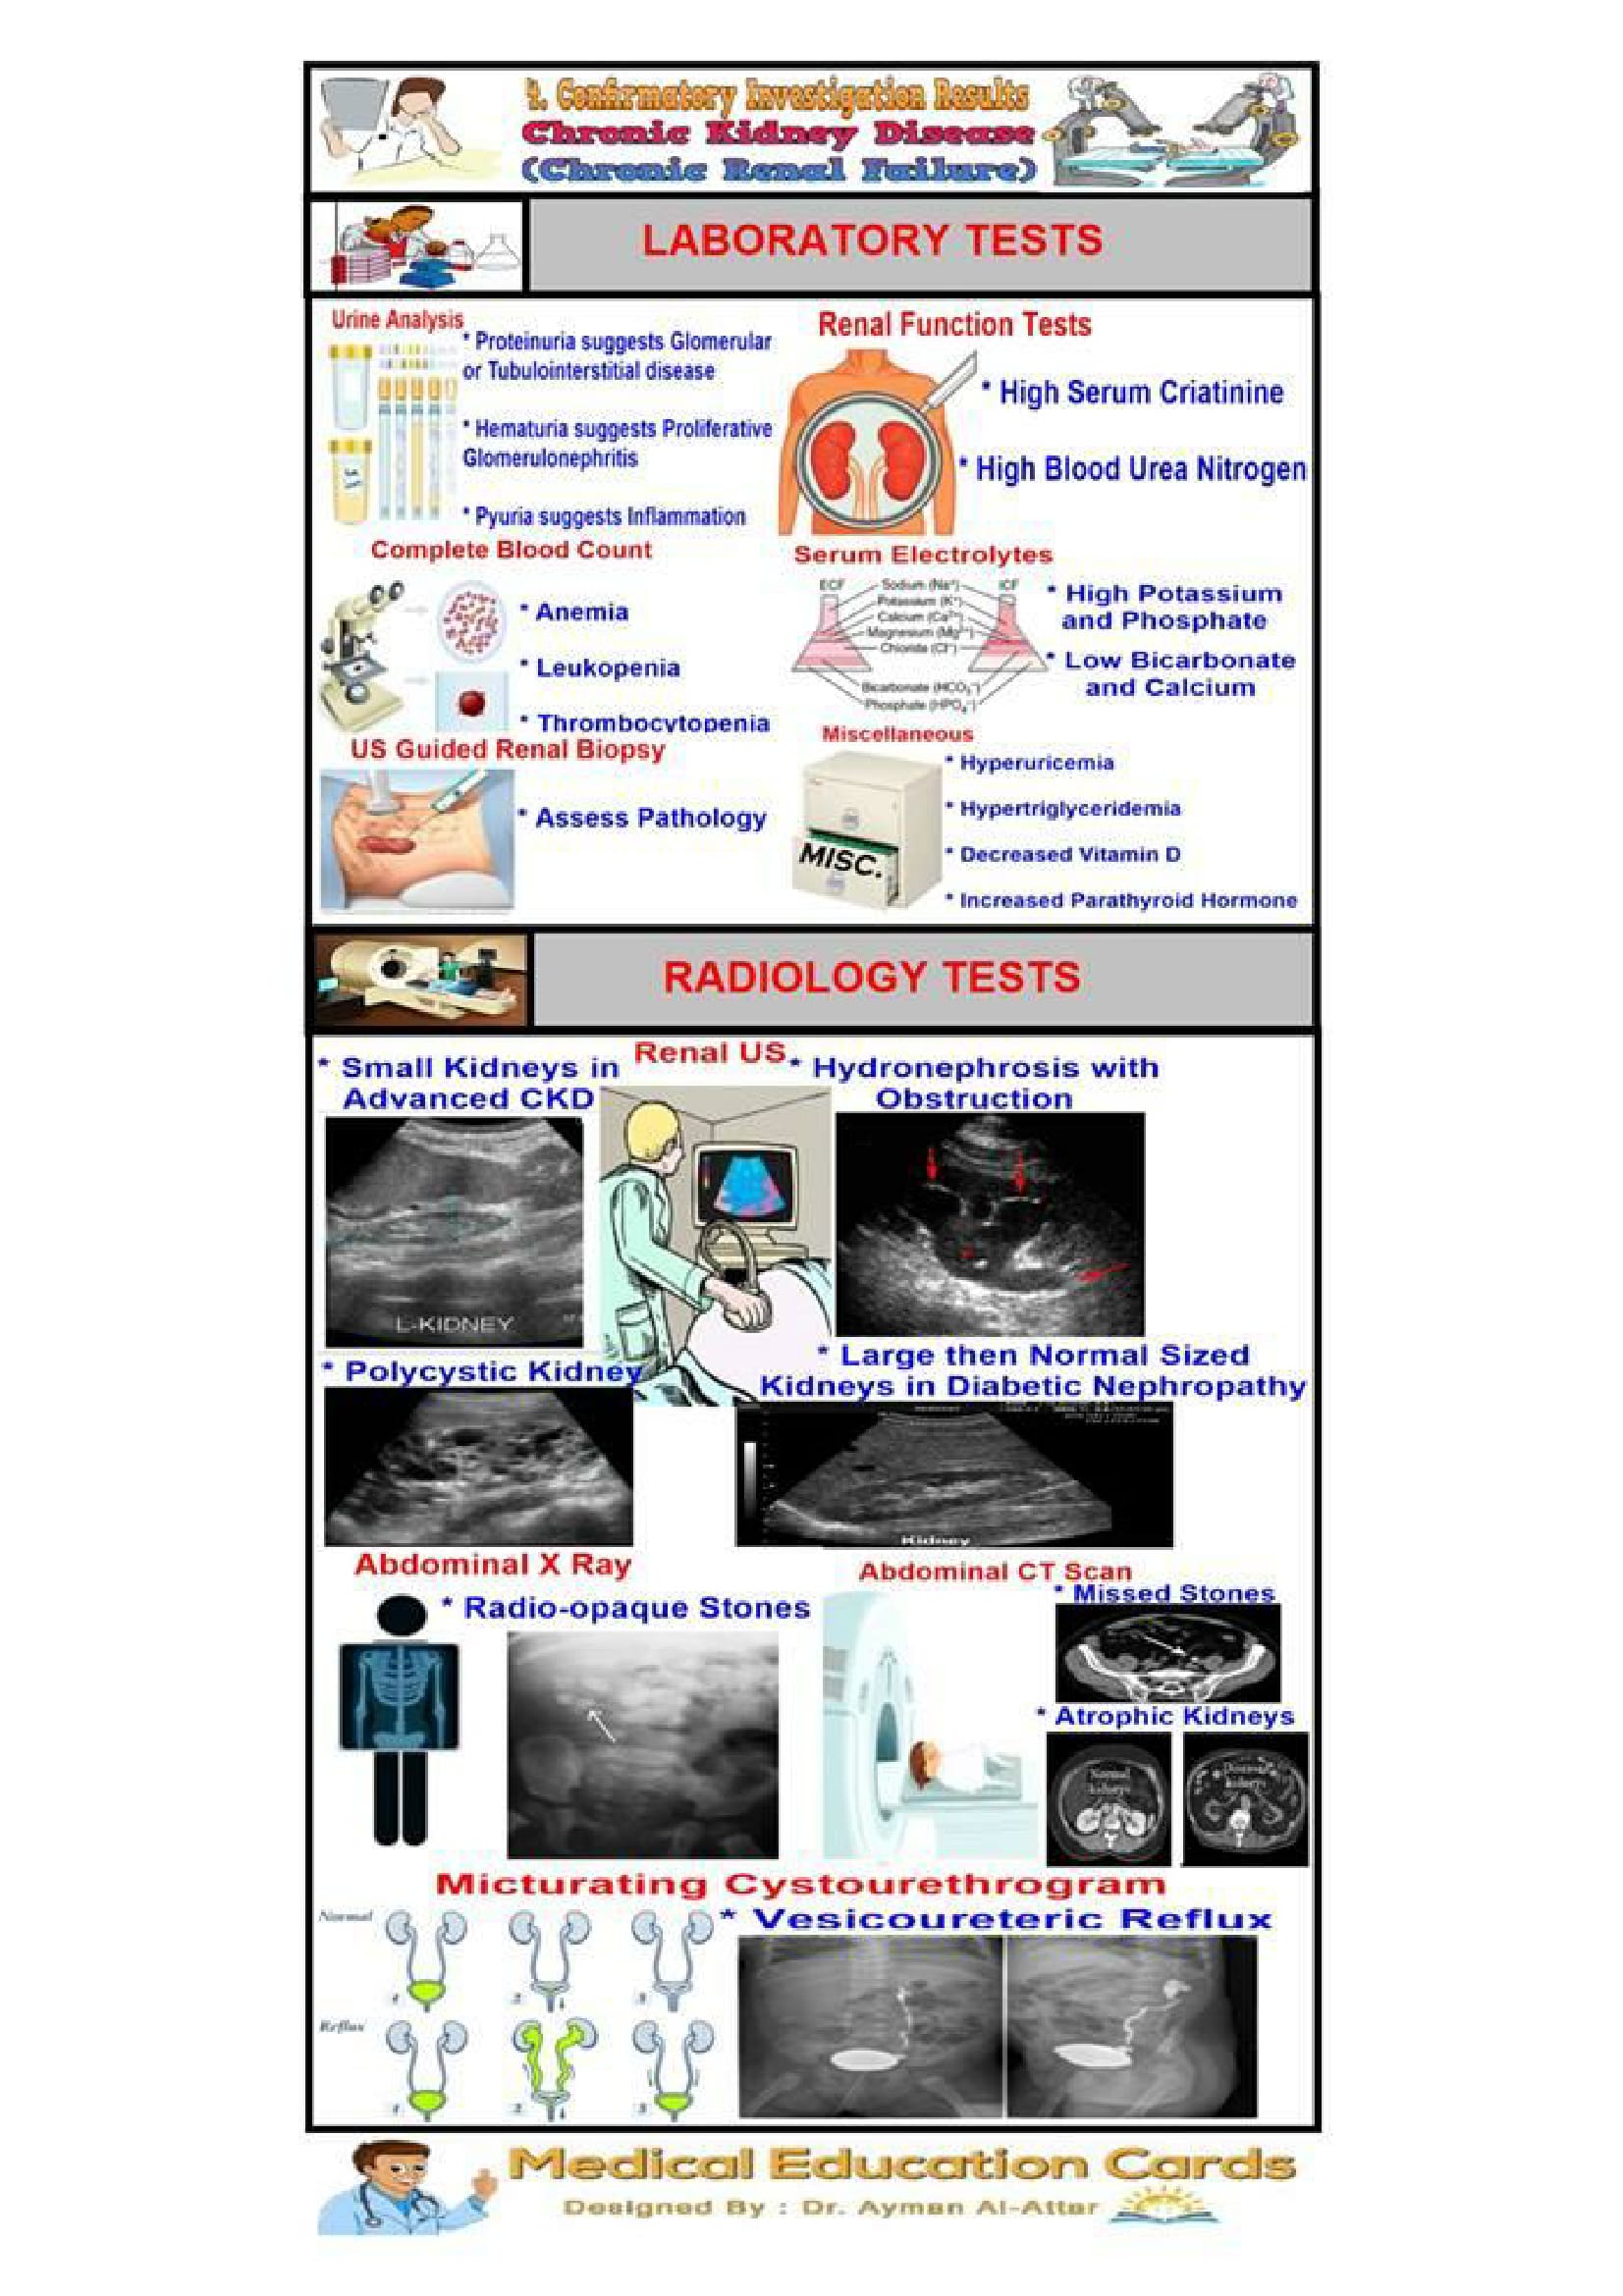 4. Confirmatory Investigation Results
Chronic Kidney Disease
(Chronic Renal Failure)
LABORATORY TESTS
Urine Analysis
* Proteinuria suggests Glomerular
or Tubulointerstitial disease
* Hematuria suggests Proliferative
Glomerulonephritis
* Pyuria suggests Inflammation
Renal Function Tests
* High Serum Criatinine
* High Blood Urea Nitrogen
Complete Blood Count
* Anemia
* Leukopenia
* Thrombocytopenia
Serum Electrolytes
ECF
ICF
Sodium (Na⁺)
Potassium (K⁺)
Calcium (Ca²⁺)
Magnesium (Mg²⁺)
Chloride (Cl⁻)
Bicarbonate (HCO₃⁻)
Phosphate (HPO₄⁻)
* High Potassium
and Phosphate
* Low Bicarbonate
and Calcium
US Guided Renal Biopsy
* Assess Pathology
Miscellaneous
MISC.
* Hyperuricemia
* Hypertriglyceridemia
* Decreased Vitamin D
* Increased Parathyroid Hormone
RADIOLOGY TESTS
Renal US
* Small Kidneys in
Advanced CKD
L-KIDNEY
* Hydronephrosis with
Obstruction
* Polycystic Kidney
* Large then Normal Sized
Kidneys in Diabetic Nephropathy
Kidney
Abdominal X Ray
* Radio-opaque Stones
Abdominal CT Scan
* Missed Stones
* Atrophic Kidneys
Normal
kidneys
Diseased
kidneys
Micturating Cystourethrogram
* Vesicoureteric Reflux
Normal
1
2
3
Reflux
1
2
3
Medical Education Cards
Designed By : Dr. Ayman Al-Attar